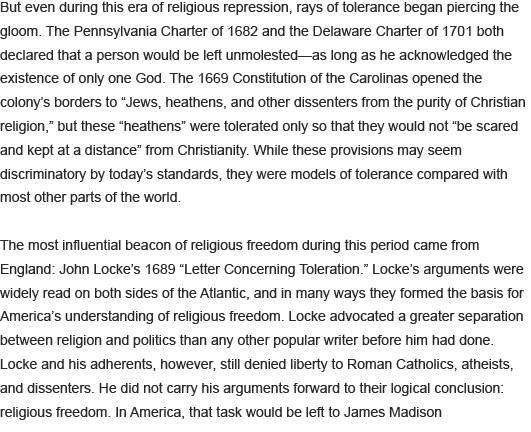 But even during this era of religious repression, rays of tolerance began piercing the
gloom. The Pennsylvania Charter of 1682 and the Delaware Charter of 1701 both
declared that a person would be left unmolested—as long as he acknowledged the
existence of only one God. The 1669 Constitution of the Carolinas opened the
colony’s borders to “Jews, heathens, and other dissenters from the purity of Christian
religion,” but these “heathens” were tolerated only so that they would not “be scared
and kept at a distance” from Christianity. While these provisions may seem
discriminatory by today’s standards, they were models of tolerance compared with
most other parts of the world.

The most influential beacon of religious freedom during this period came from
England: John Locke’s 1689 “Letter Concerning Toleration.” Locke’s arguments were
widely read on both sides of the Atlantic, and in many ways they formed the basis for
America’s understanding of religious freedom. Locke advocated a greater separation
between religion and politics than any other popular writer before him had done.
Locke and his adherents, however, still denied liberty to Roman Catholics, atheists,
and dissenters. He did not carry his arguments forward to their logical conclusion:
religious freedom. In America, that task would be left to James Madison